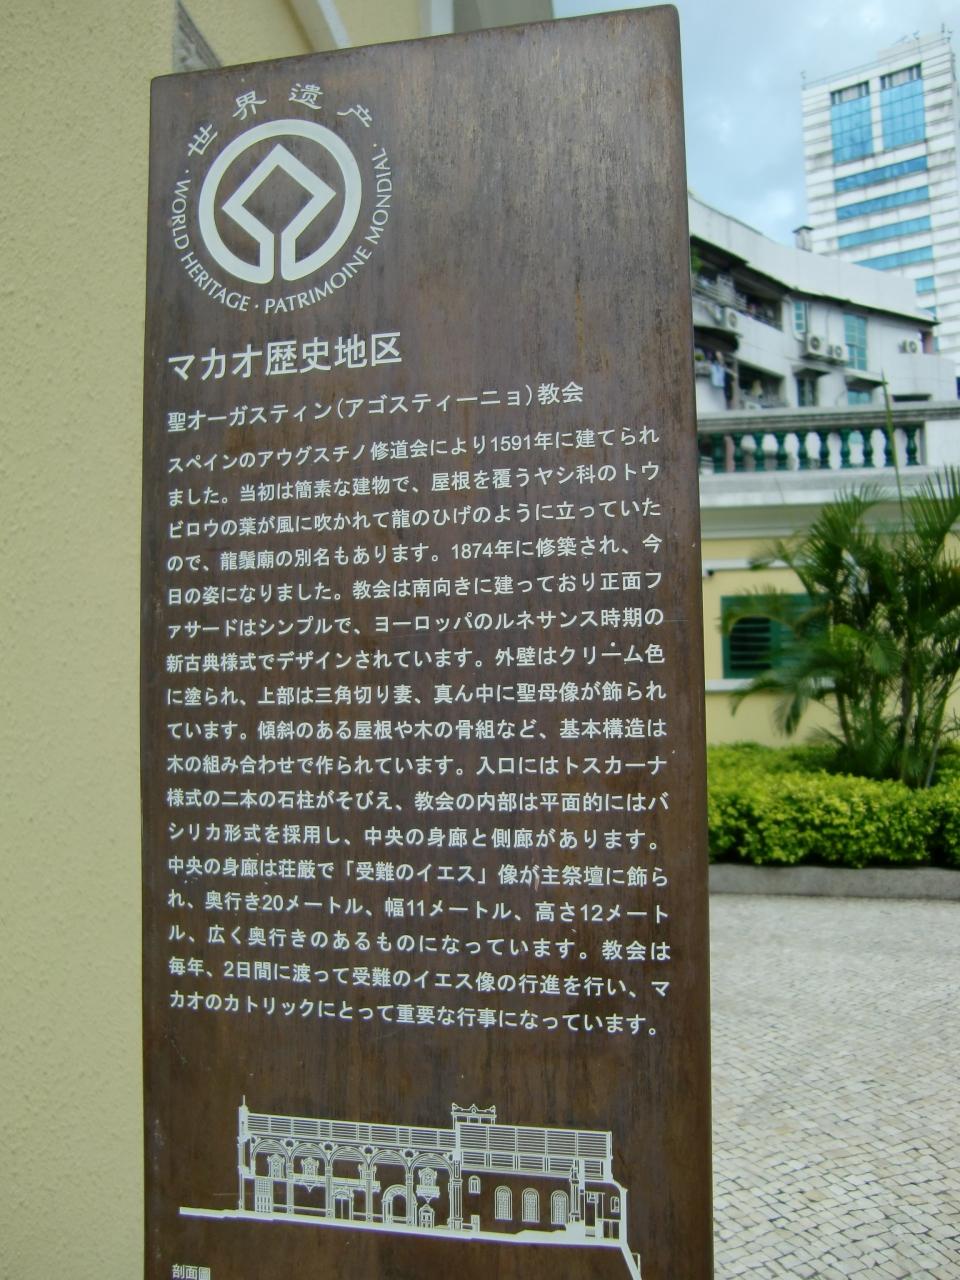 世界遗产
·WORLD HERITAGE · PATRIMOINE MONDIAL·
マカオ歴史地区
聖オーガスティン(アゴスティーニョ)教会
スペインのアウグスチノ修道会により1591年に建てられ
ました。当初は簡素な建物で、屋根を覆うヤシ科のトウ
ビロウの葉が風に吹かれて龍のひげのように立っていた
ので、龍鬚廟の別名もあります。1874年に修築され、今
日の姿になりました。教会は南向きに建っており正面フ
ァサードはシンプルで、ヨーロッパのルネサンス時期の
新古典様式でデザインされています。外壁はクリーム色
に塗られ、上部は三角切り妻、真ん中に聖母像が飾られ
ています。傾斜のある屋根や木の骨組など、基本構造は
木の組み合わせで作られています。入口にはトスカーナ
様式の二本の石柱がそびえ、教会の内部は平面的にはバ
シリカ形式を採用し、中央の身廊と側廊があります。
中央の身廊は荘厳で「受難のイエス」像が主祭壇に飾ら
れ、奥行き20メートル、幅11メートル、高さ12メート
ル、広く奥行きのあるものになっています。教会は
毎年、2日間に渡って受難のイエス像の行進を行い、マ
カオのカトリックにとって重要な行事になっています。
剖面圖